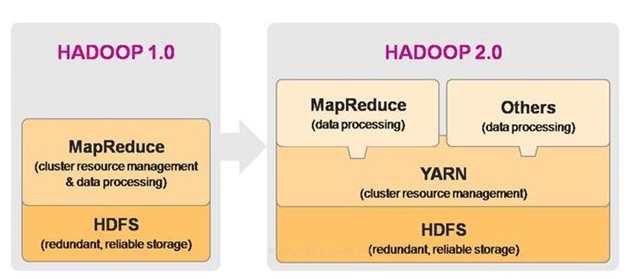 HADOOP 1.0
MapReduce
(cluster resource management
& data processing)
HDFS
(redundant, reliable storage)
HADOOP 2.0
MapReduce
(data processing)
Others
(data processing)
YARN
(cluster resource management)
HDFS
(redundant, reliable storage)